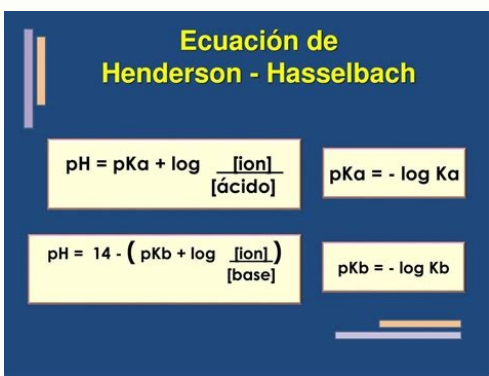 Ecuación de
Henderson - Hasselbach
pH = pKa + log [ion]
[ácido]
pKa = - log Ka
pH = 14 - ( pKb + log [ion] )
[base]
pKb = - log Kb